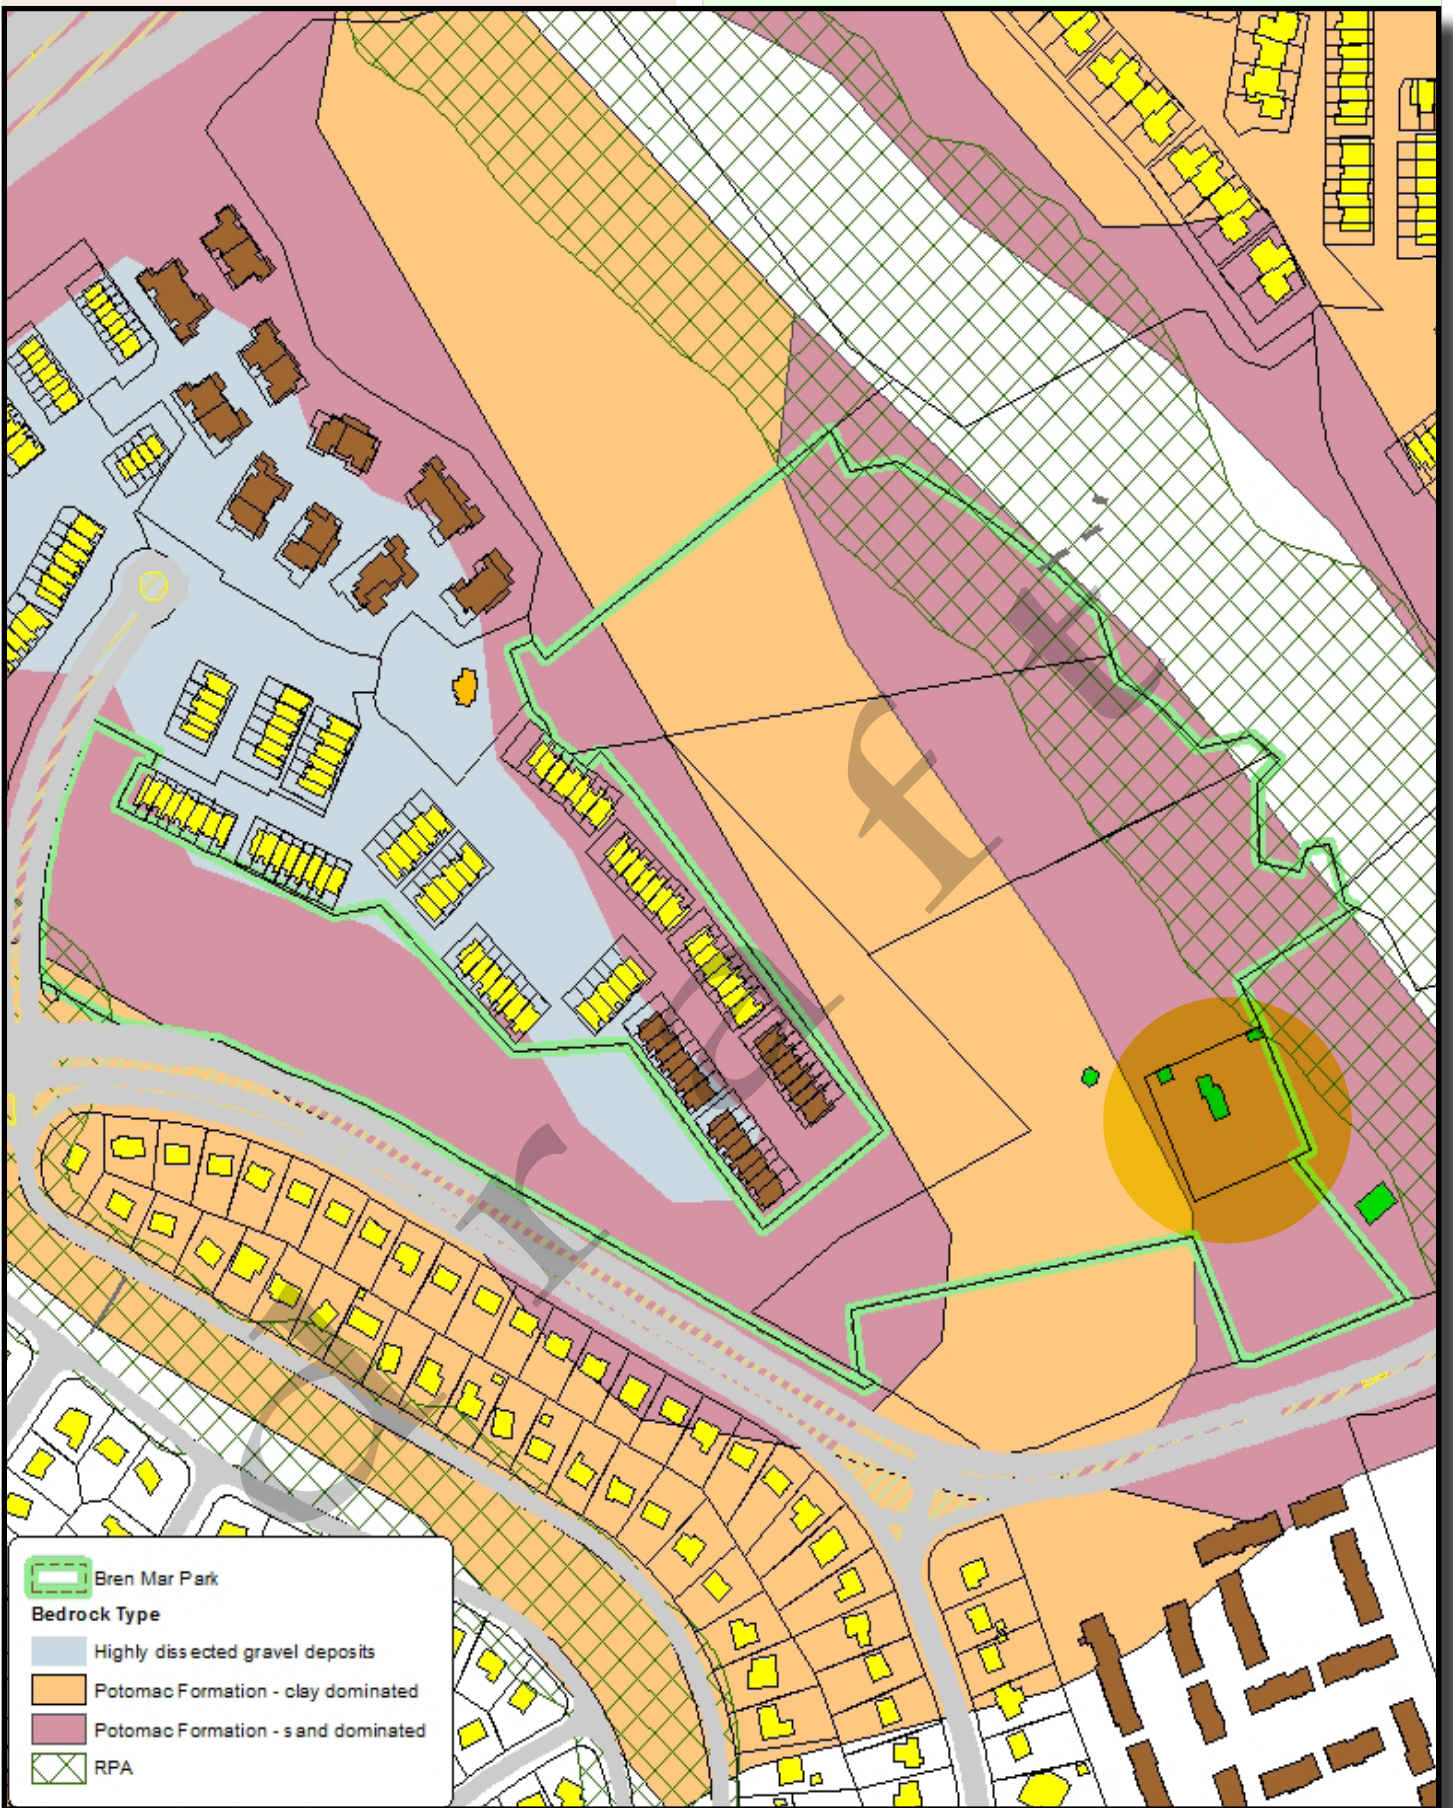 draft
Bren Mar Park
Bedrock Type
Highly dissected gravel deposits
Potomac Formation - clay dominated
Potomac Formation - sand dominated
RPA